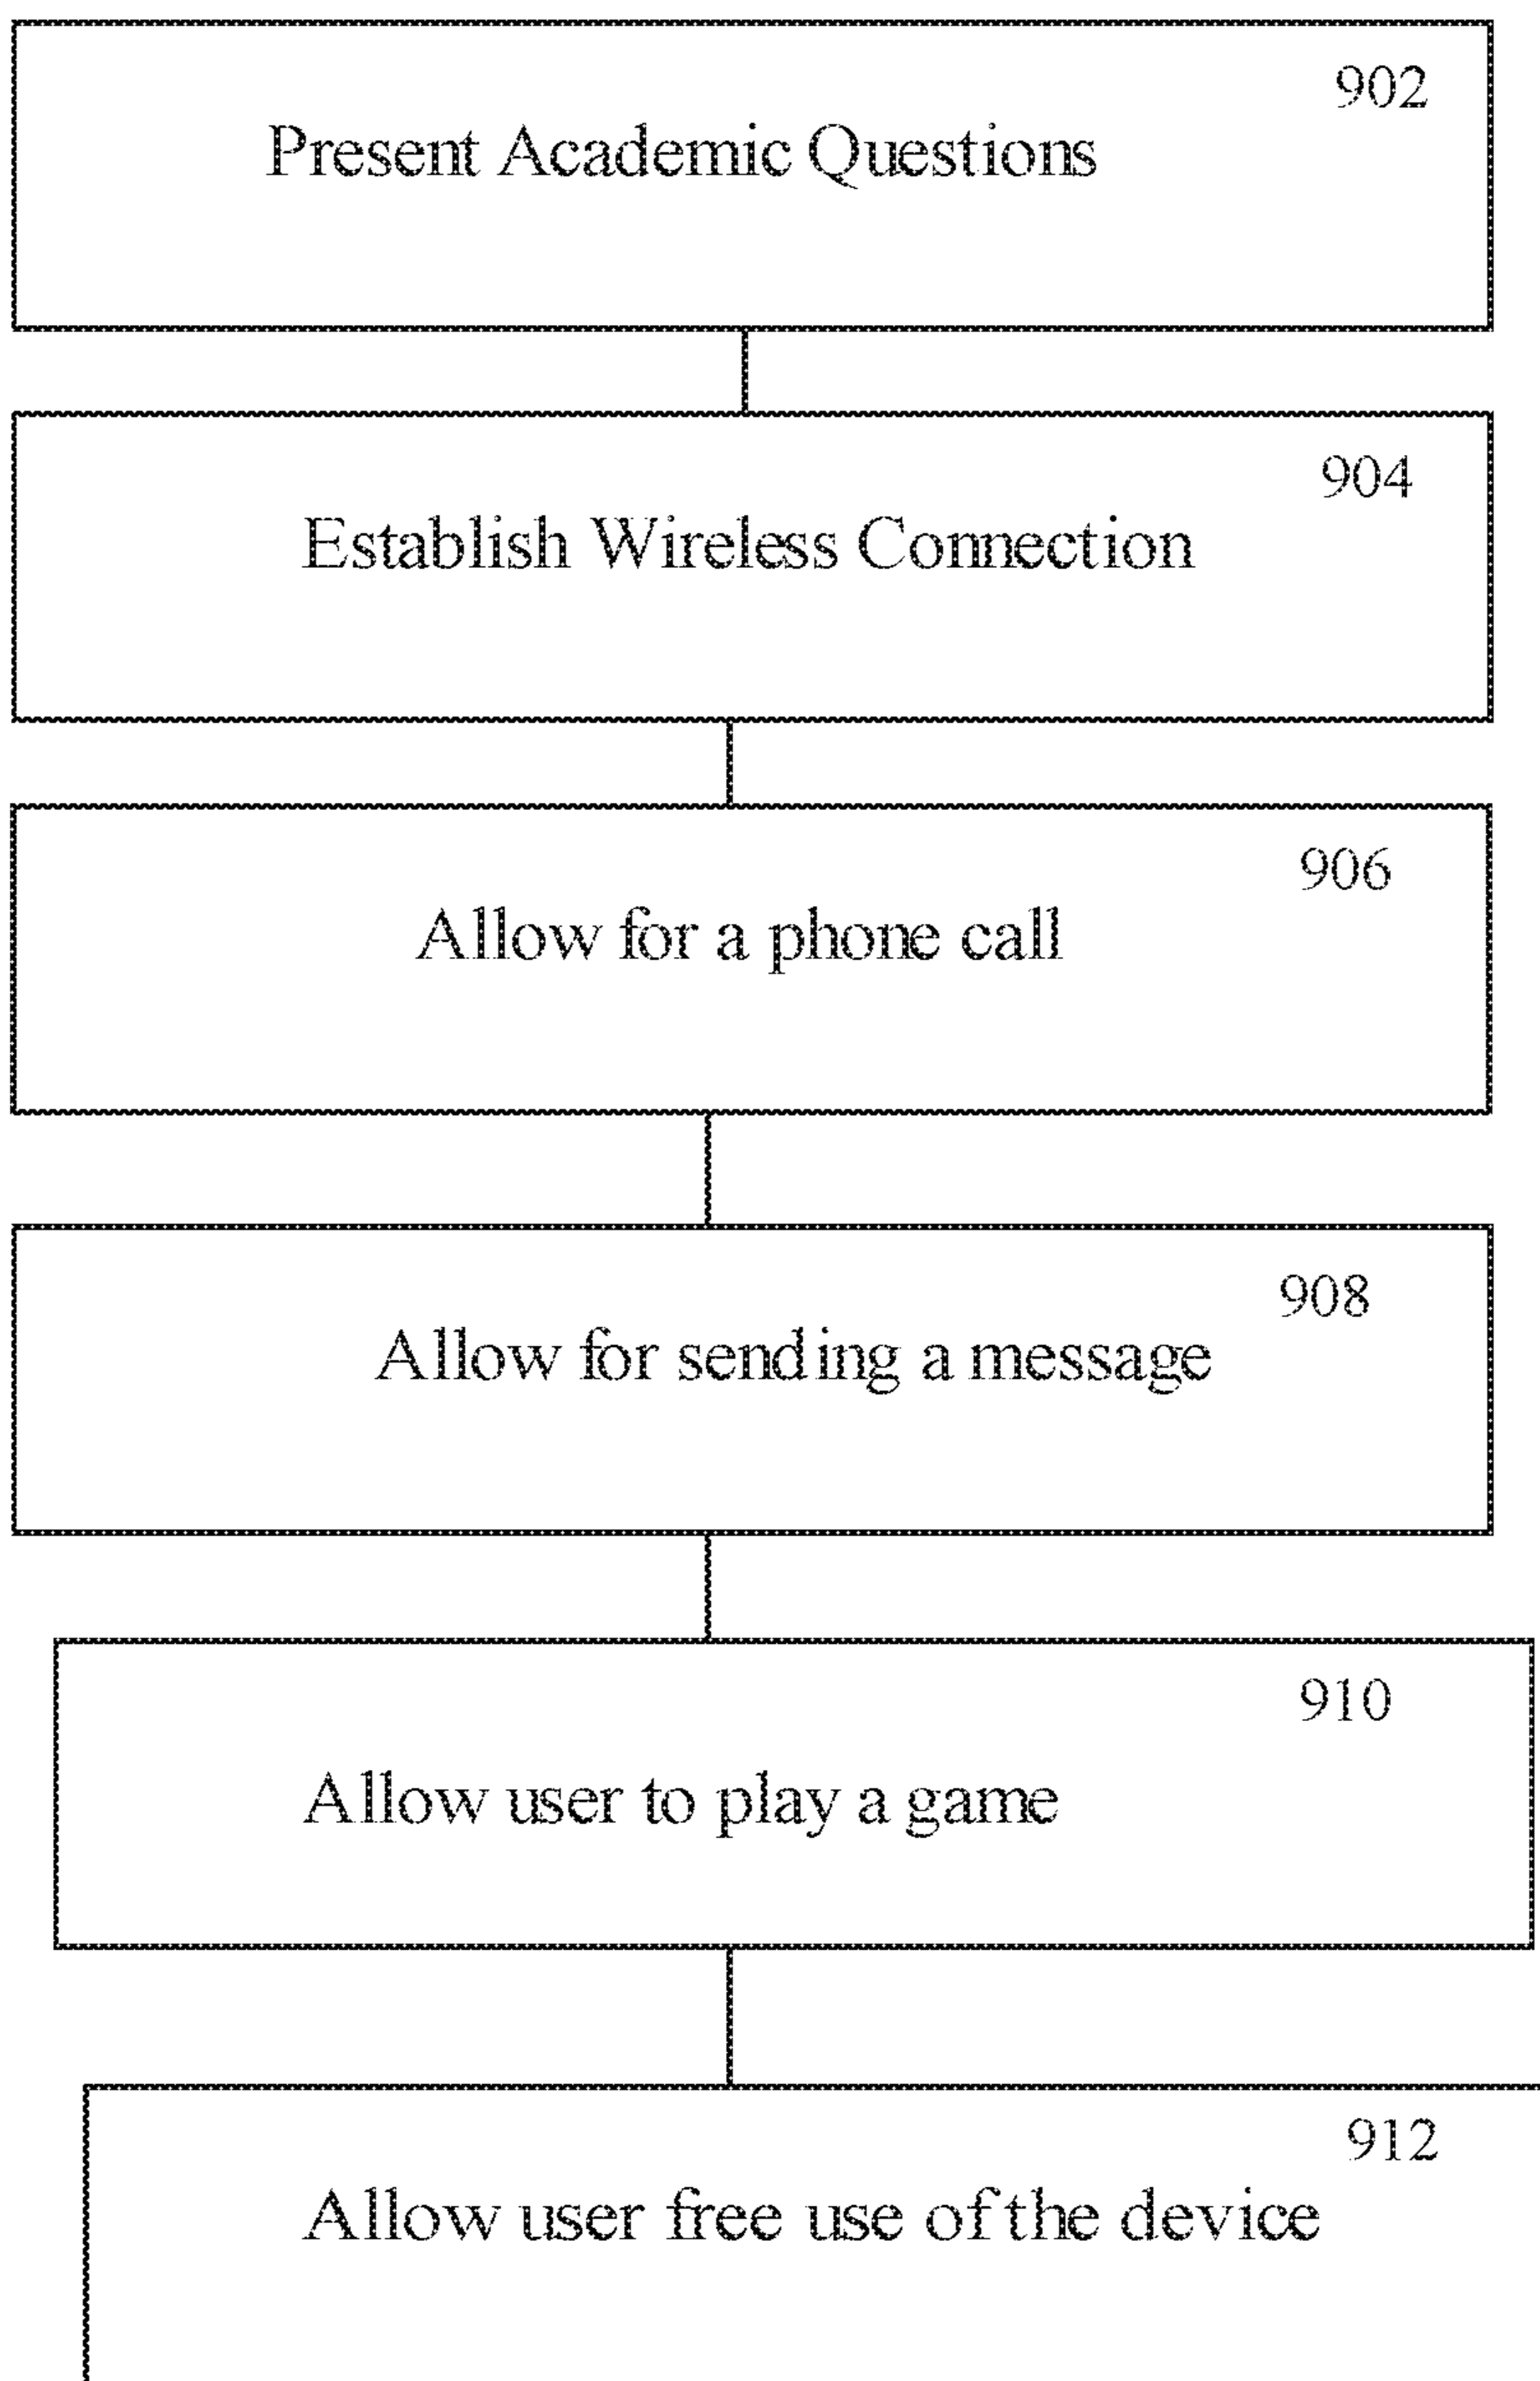 902
Present Academic Questions
904
Establish Wireless Connection
906
Allow for a phone call
908
Allow for sending a message
910
Allow user to play a game
912
Allow user free use of the device